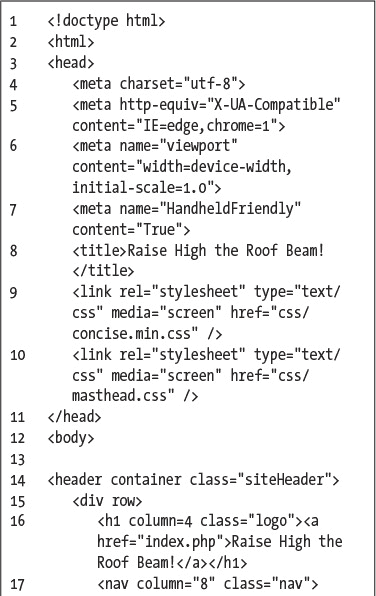 1 <!doctype html>
2 <html>
3 <head>
4 <meta charset="utf-8">
5 <meta http-equiv="X-UA-Compatible"
content="IE=edge,chrome=1">
6 <meta name="viewport"
content="width=device-width,
initial-scale=1.0">
7 <meta name="HandheldFriendly"
content="True">
8 <title>Raise High the Roof Beam!
</title>
9 <link rel="stylesheet" type="text/
css" media="screen" href="css/
concise.min.css" />
10 <link rel="stylesheet" type="text/
css" media="screen" href="css/
masthead.css" />
11 </head>
12 <body>
13
14 <header container class="siteHeader">
15 <div row>
16 <h1 column=4 class="logo"><a
href="index.php">Raise High the
Roof Beam!</a></h1>
17 <nav column="8" class="nav">